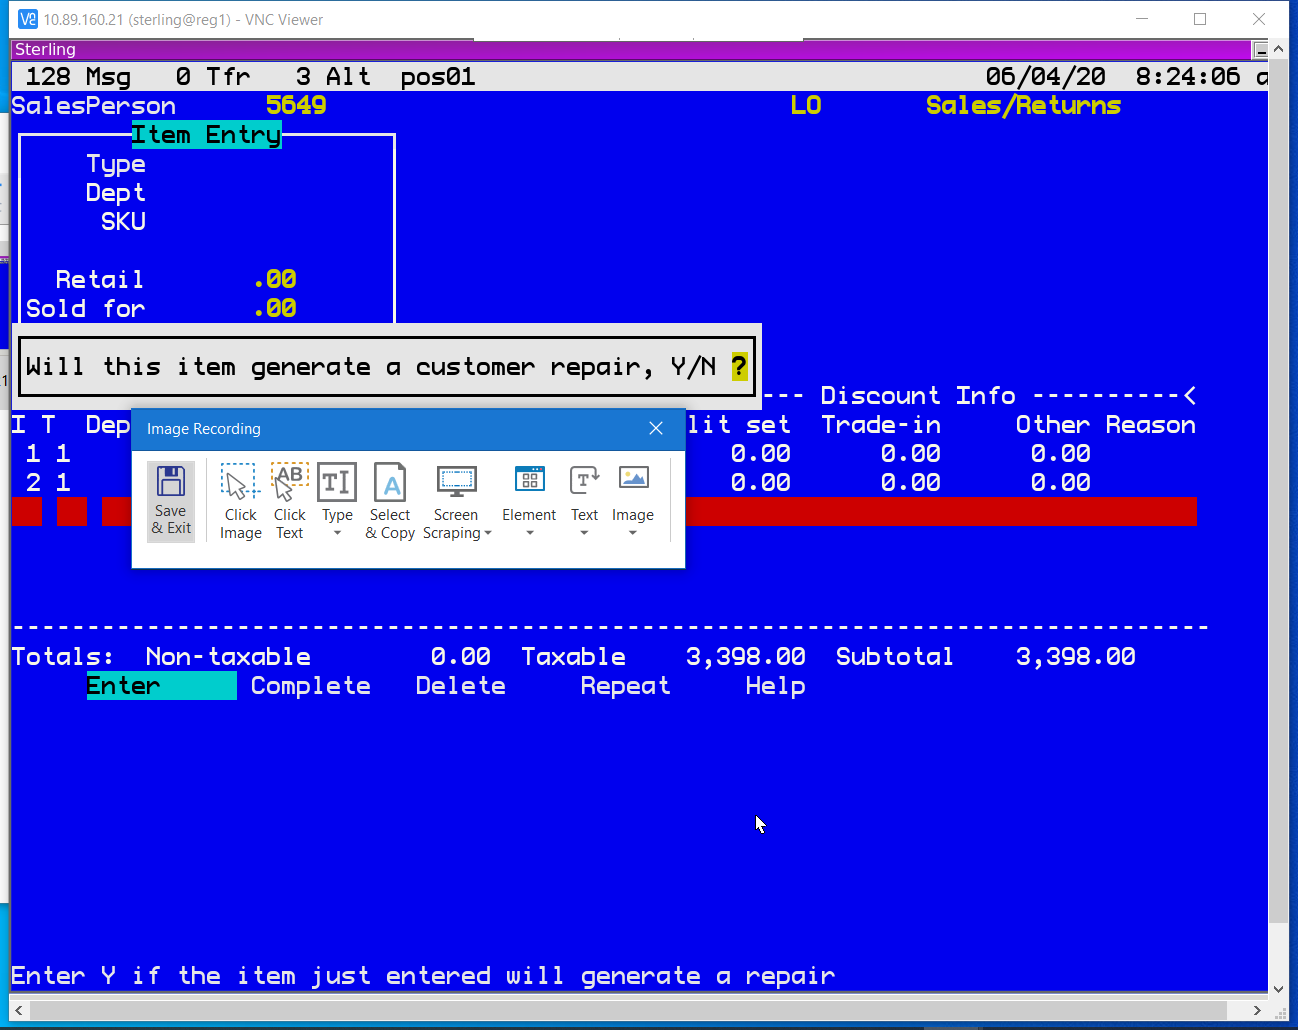 10.89.160.21 (sterling@reg1) - VNC Viewer
Sterling
128 Msg 0 Tfr 3 Alt pos01 06/04/20 8:24:06 a
SalesPerson 5649 LO Sales/Returns
Item Entry
Type
Dept
SKU
Retail .00
Sold for .00
Will this item generate a customer repair, Y/N ?
--- Discount Info ----------<
I T Dep lit set Trade-in Other Reason
1 1 0.00 0.00 0.00
2 1 0.00 0.00 0.00
Image Recording
Save & Exit
Click Image
Click Text
Type
Select & Copy
Screen Scraping
Element
Text
Image
--------------------------------------------------------------------------------
Totals: Non-taxable 0.00 Taxable 3,398.00 Subtotal 3,398.00
Enter Complete Delete Repeat Help
Enter Y if the item just entered will generate a repair